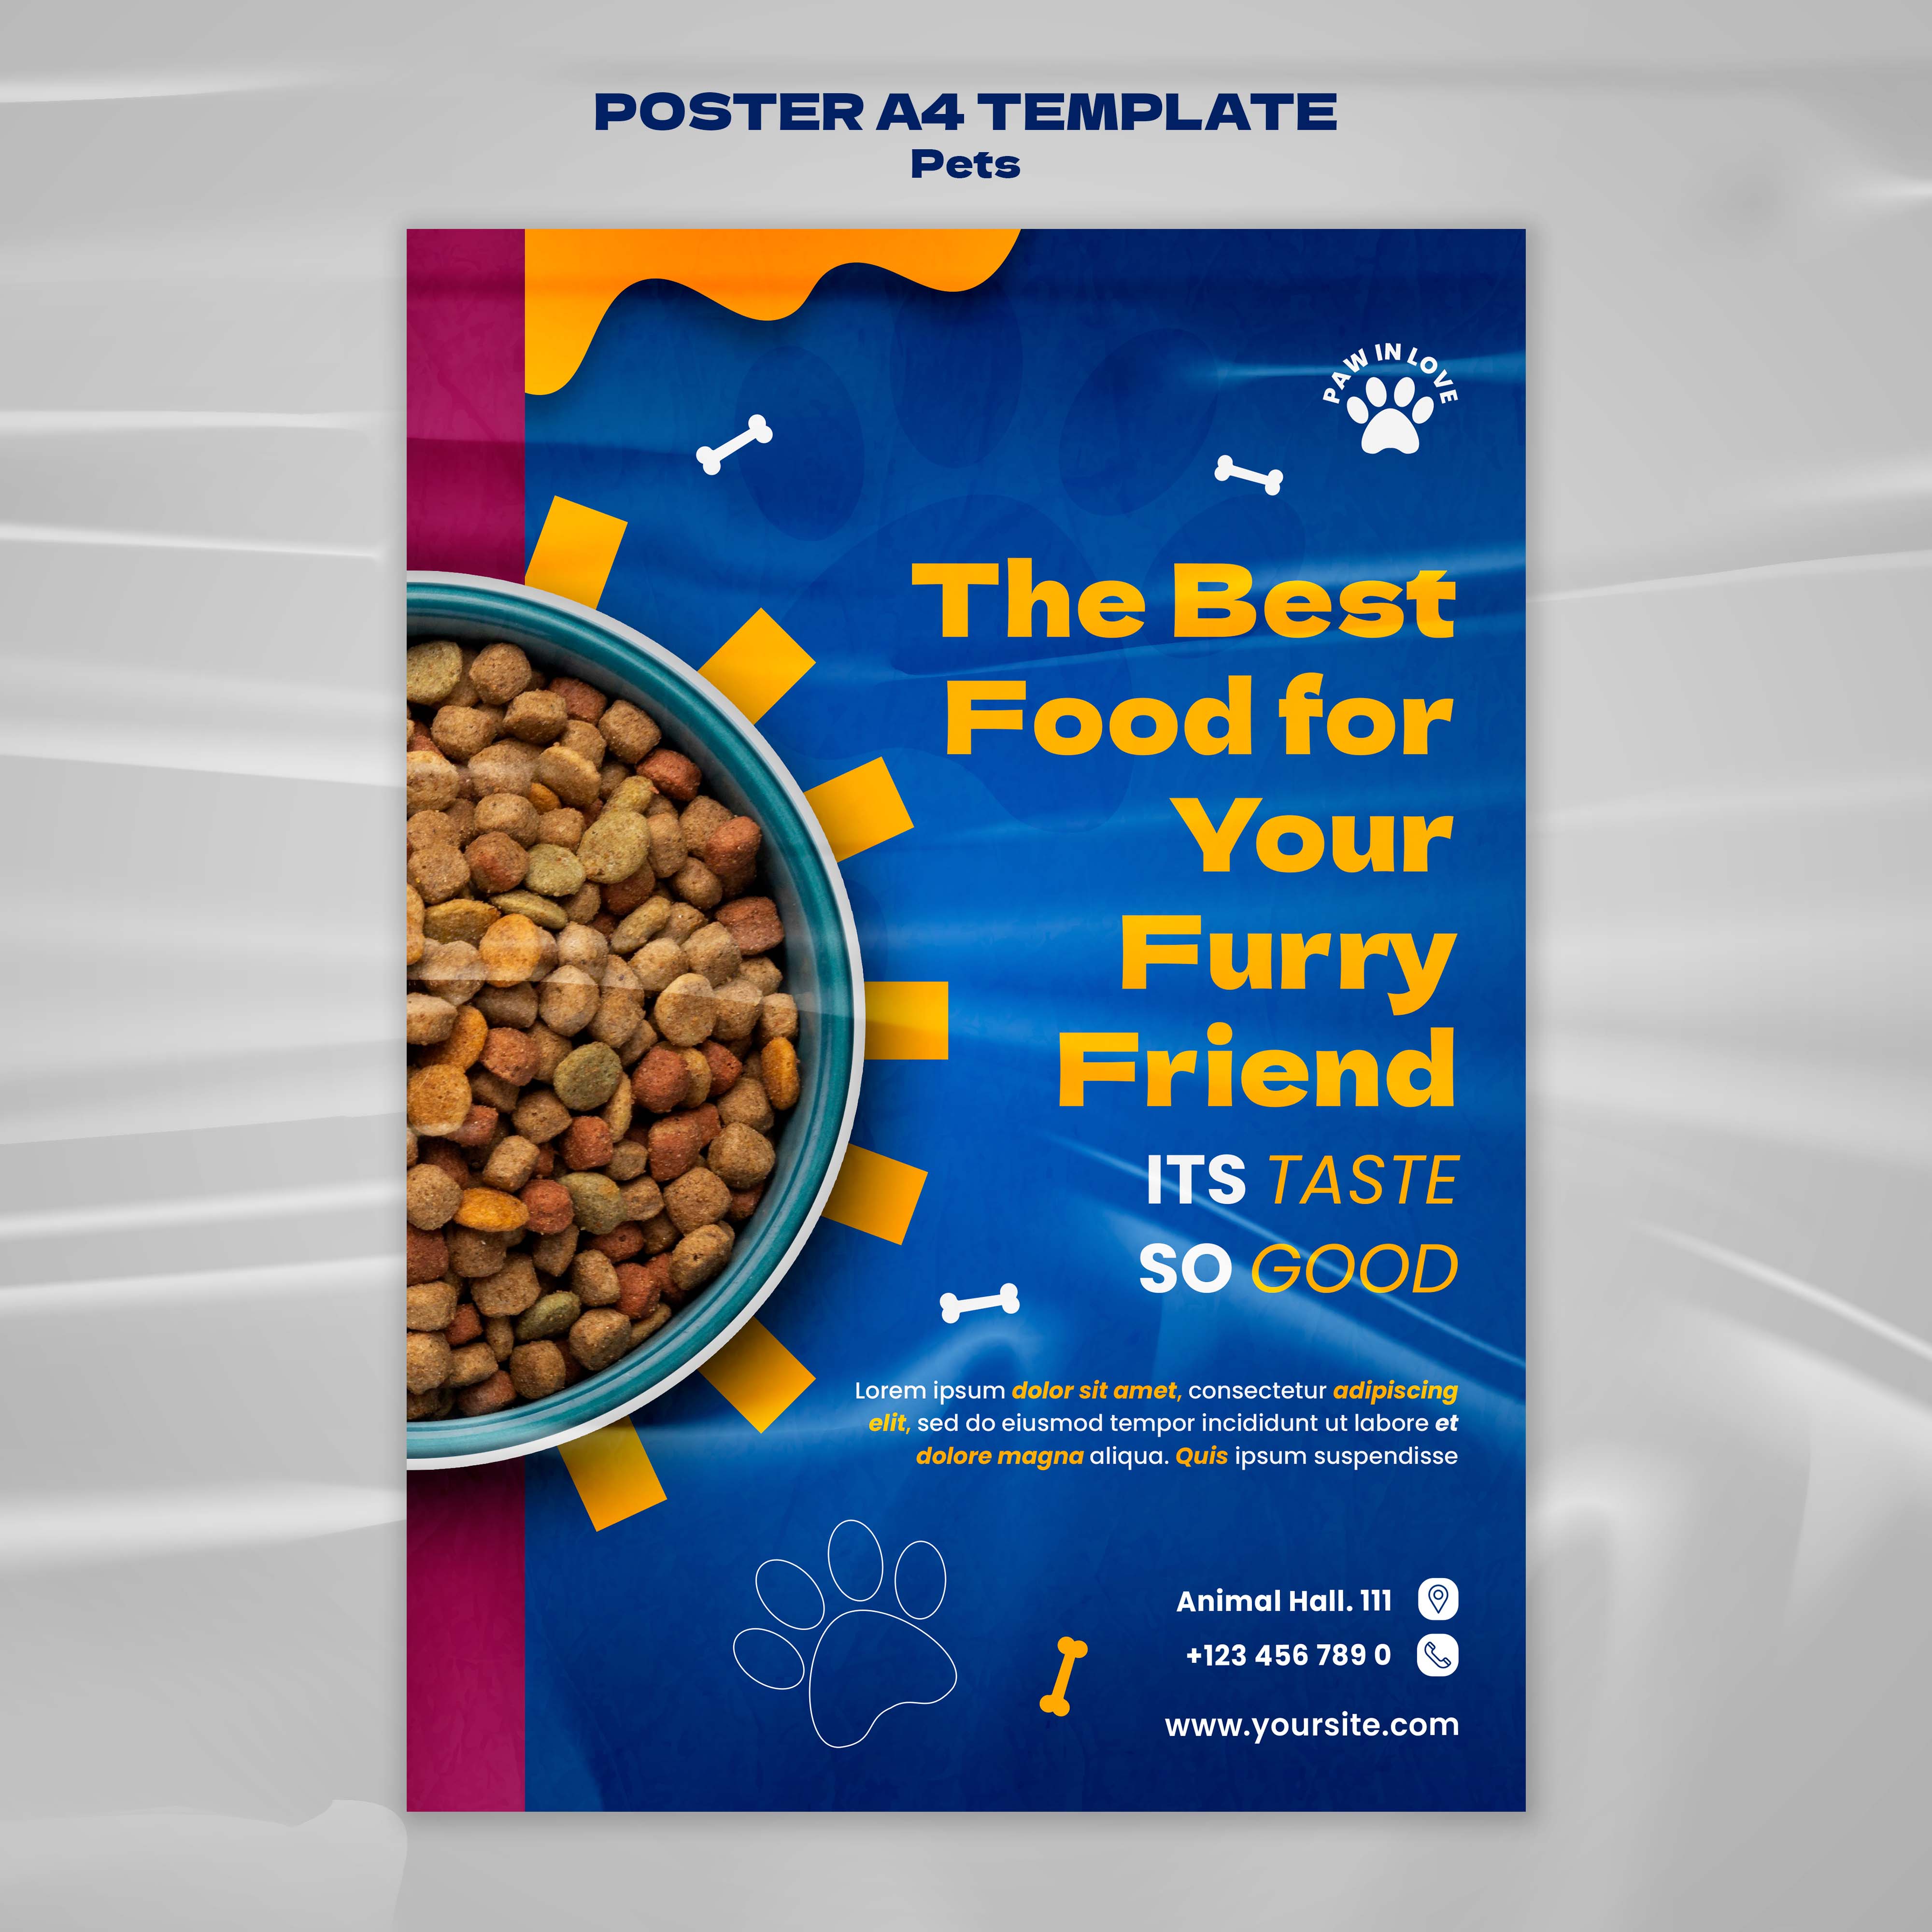 POSTER A4 TEMPLATE
Pets
PAW IN LOVE
The Best
Food for
Your
Furry
Friend
ITS TASTE
SO GOOD
Lorem ipsum dolor sit amet, consectetur adipiscing
elit, sed do eiusmod tempor incididunt ut labore et
dolore magna aliqua. Quis ipsum suspendisse
Animal Hall. 111
+123 456 789 0
www.yoursite.com